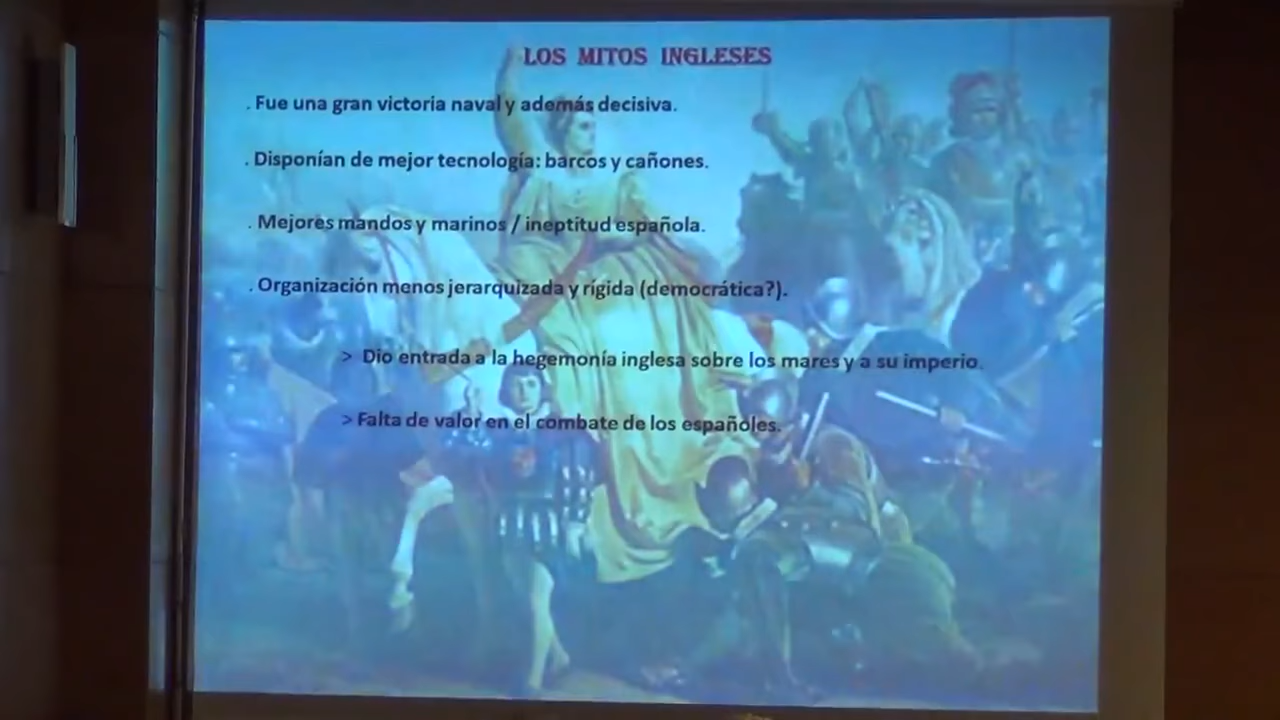 LOS MITOS INGLESES
. Fue una gran victoria naval y además decisiva.
. Disponían de mejor tecnología: barcos y cañones.
. Mejores mandos y marinos / ineptitud española.
. Organización menos jerarquizada y rígida (democrática?).
> Dio entrada a la hegemonía inglesa sobre los mares y a su imperio.
> Falta de valor en el combate de los españoles.